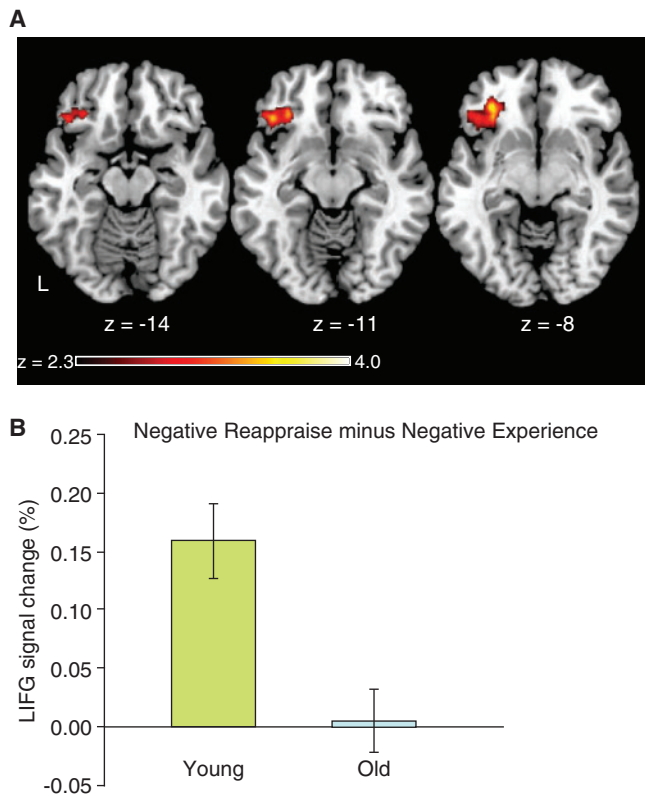 A
L
z = -14 z = -11 z = -8
z = 2.3 4.0
B
Negative Reappraise minus Negative Experience
LIFG signal change (%)
0.25
0.20
0.15
0.10
0.05
0.00
-0.05
Young Old